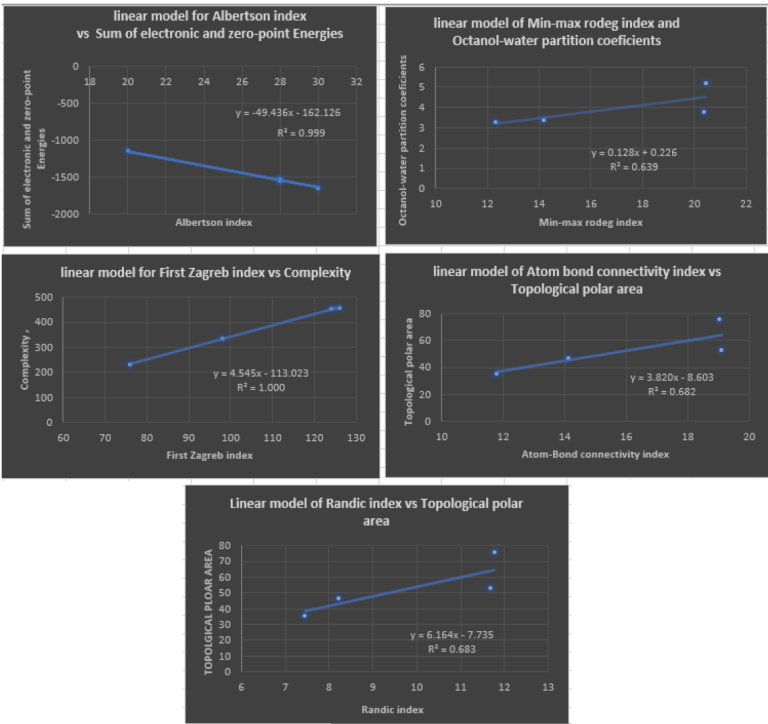 linear model for Albertson index
vs Sum of electronic and zero-point Energies
Sum of electronic and zero-point
Energies
0
-500
-1000
-1500
-2000
18 20 22 24 26 28 30 32
y = -49.436x - 162.126
R² = 0.999
Albertson index
linear model of Min-max rodeg index and
Octanol-water partition coeficients
Octanol-water partition coeficients
6
5
4
3
2
1
0
y = 0.128x + 0.226
R² = 0.639
10 12 14 16 18 20 22
Min-max rodeg index
linear model for First Zagreb index vs Complexity
Complexity ,
500
400
300
200
100
0
y = 4.545x - 113.023
R² = 1.000
60 70 80 90 100 110 120 130
First Zagreb index
linear model of Atom bond connectivity index vs
Topological polar area
Topological polar area
80
60
40
20
0
y = 3.820x - 8.603
R² = 0.682
10 12 14 16 18 20
Atom-Bond connectivity index
Linear model of Randic index vs Topological polar
area
TOPOLGICAL PLOAR AREA
80
70
60
50
40
30
20
10
0
y = 6.164x - 7.735
R² = 0.683
6 7 8 9 10 11 12 13
Randic index